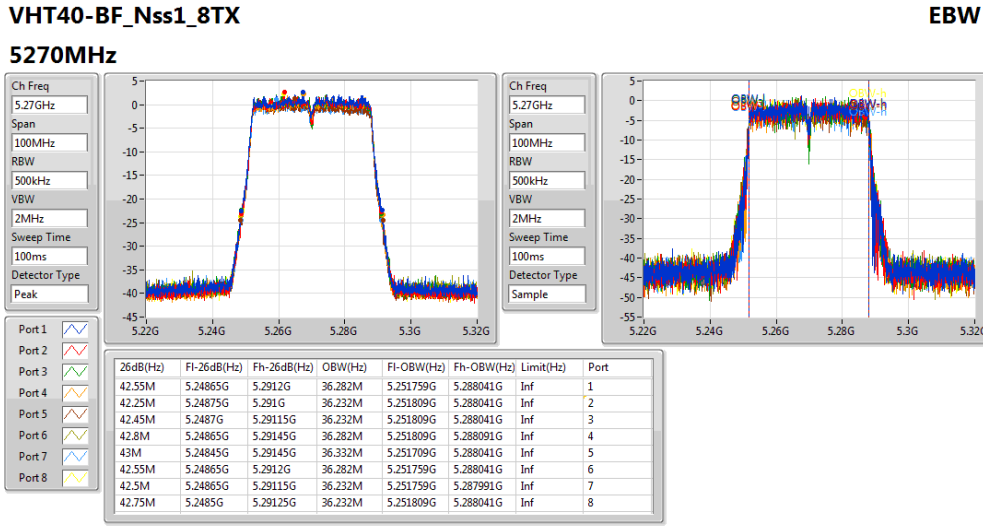 VHT40-BF_Nss1_8TX EBW
5270MHz
Ch Freq
5.27GHz
Span
100MHz
RBW
500kHz
VBW
2MHz
Sweep Time
100ms
Detector Type
Peak
5
0
-5
-10
-15
-20
-25
-30
-35
-40
-45
5.22G 5.24G 5.26G 5.28G 5.3G 5.32G
Ch Freq
5.27GHz
Span
100MHz
RBW
500kHz
VBW
2MHz
Sweep Time
100ms
Detector Type
Sample
5
0
-5
-10
-15
-20
-25
-30
-35
-40
-45
-50
-55
OBW-h
OBW-h
OBW-h
5.22G 5.24G 5.26G 5.28G 5.3G 5.32G
Port 1
Port 2
Port 3
Port 4
Port 5
Port 6
Port 7
Port 8
26dB(Hz) Fl-26dB(Hz) Fh-26dB(Hz) OBW(Hz) Fl-OBW(Hz) Fh-OBW(Hz) Limit(Hz) Port
42.55M 5.24865G 5.2912G 36.282M 5.251759G 5.288041G Inf 1
42.25M 5.24875G 5.291G 36.232M 5.251809G 5.288041G Inf 2
42.45M 5.2487G 5.29115G 36.232M 5.251809G 5.288041G Inf 3
42.8M 5.24865G 5.29145G 36.282M 5.251809G 5.288091G Inf 4
43M 5.24845G 5.29145G 36.332M 5.251709G 5.288041G Inf 5
42.55M 5.24865G 5.2912G 36.282M 5.251759G 5.288041G Inf 6
42.5M 5.24865G 5.29115G 36.232M 5.251759G 5.287991G Inf 7
42.75M 5.2485G 5.29125G 36.232M 5.251809G 5.288041G Inf 8